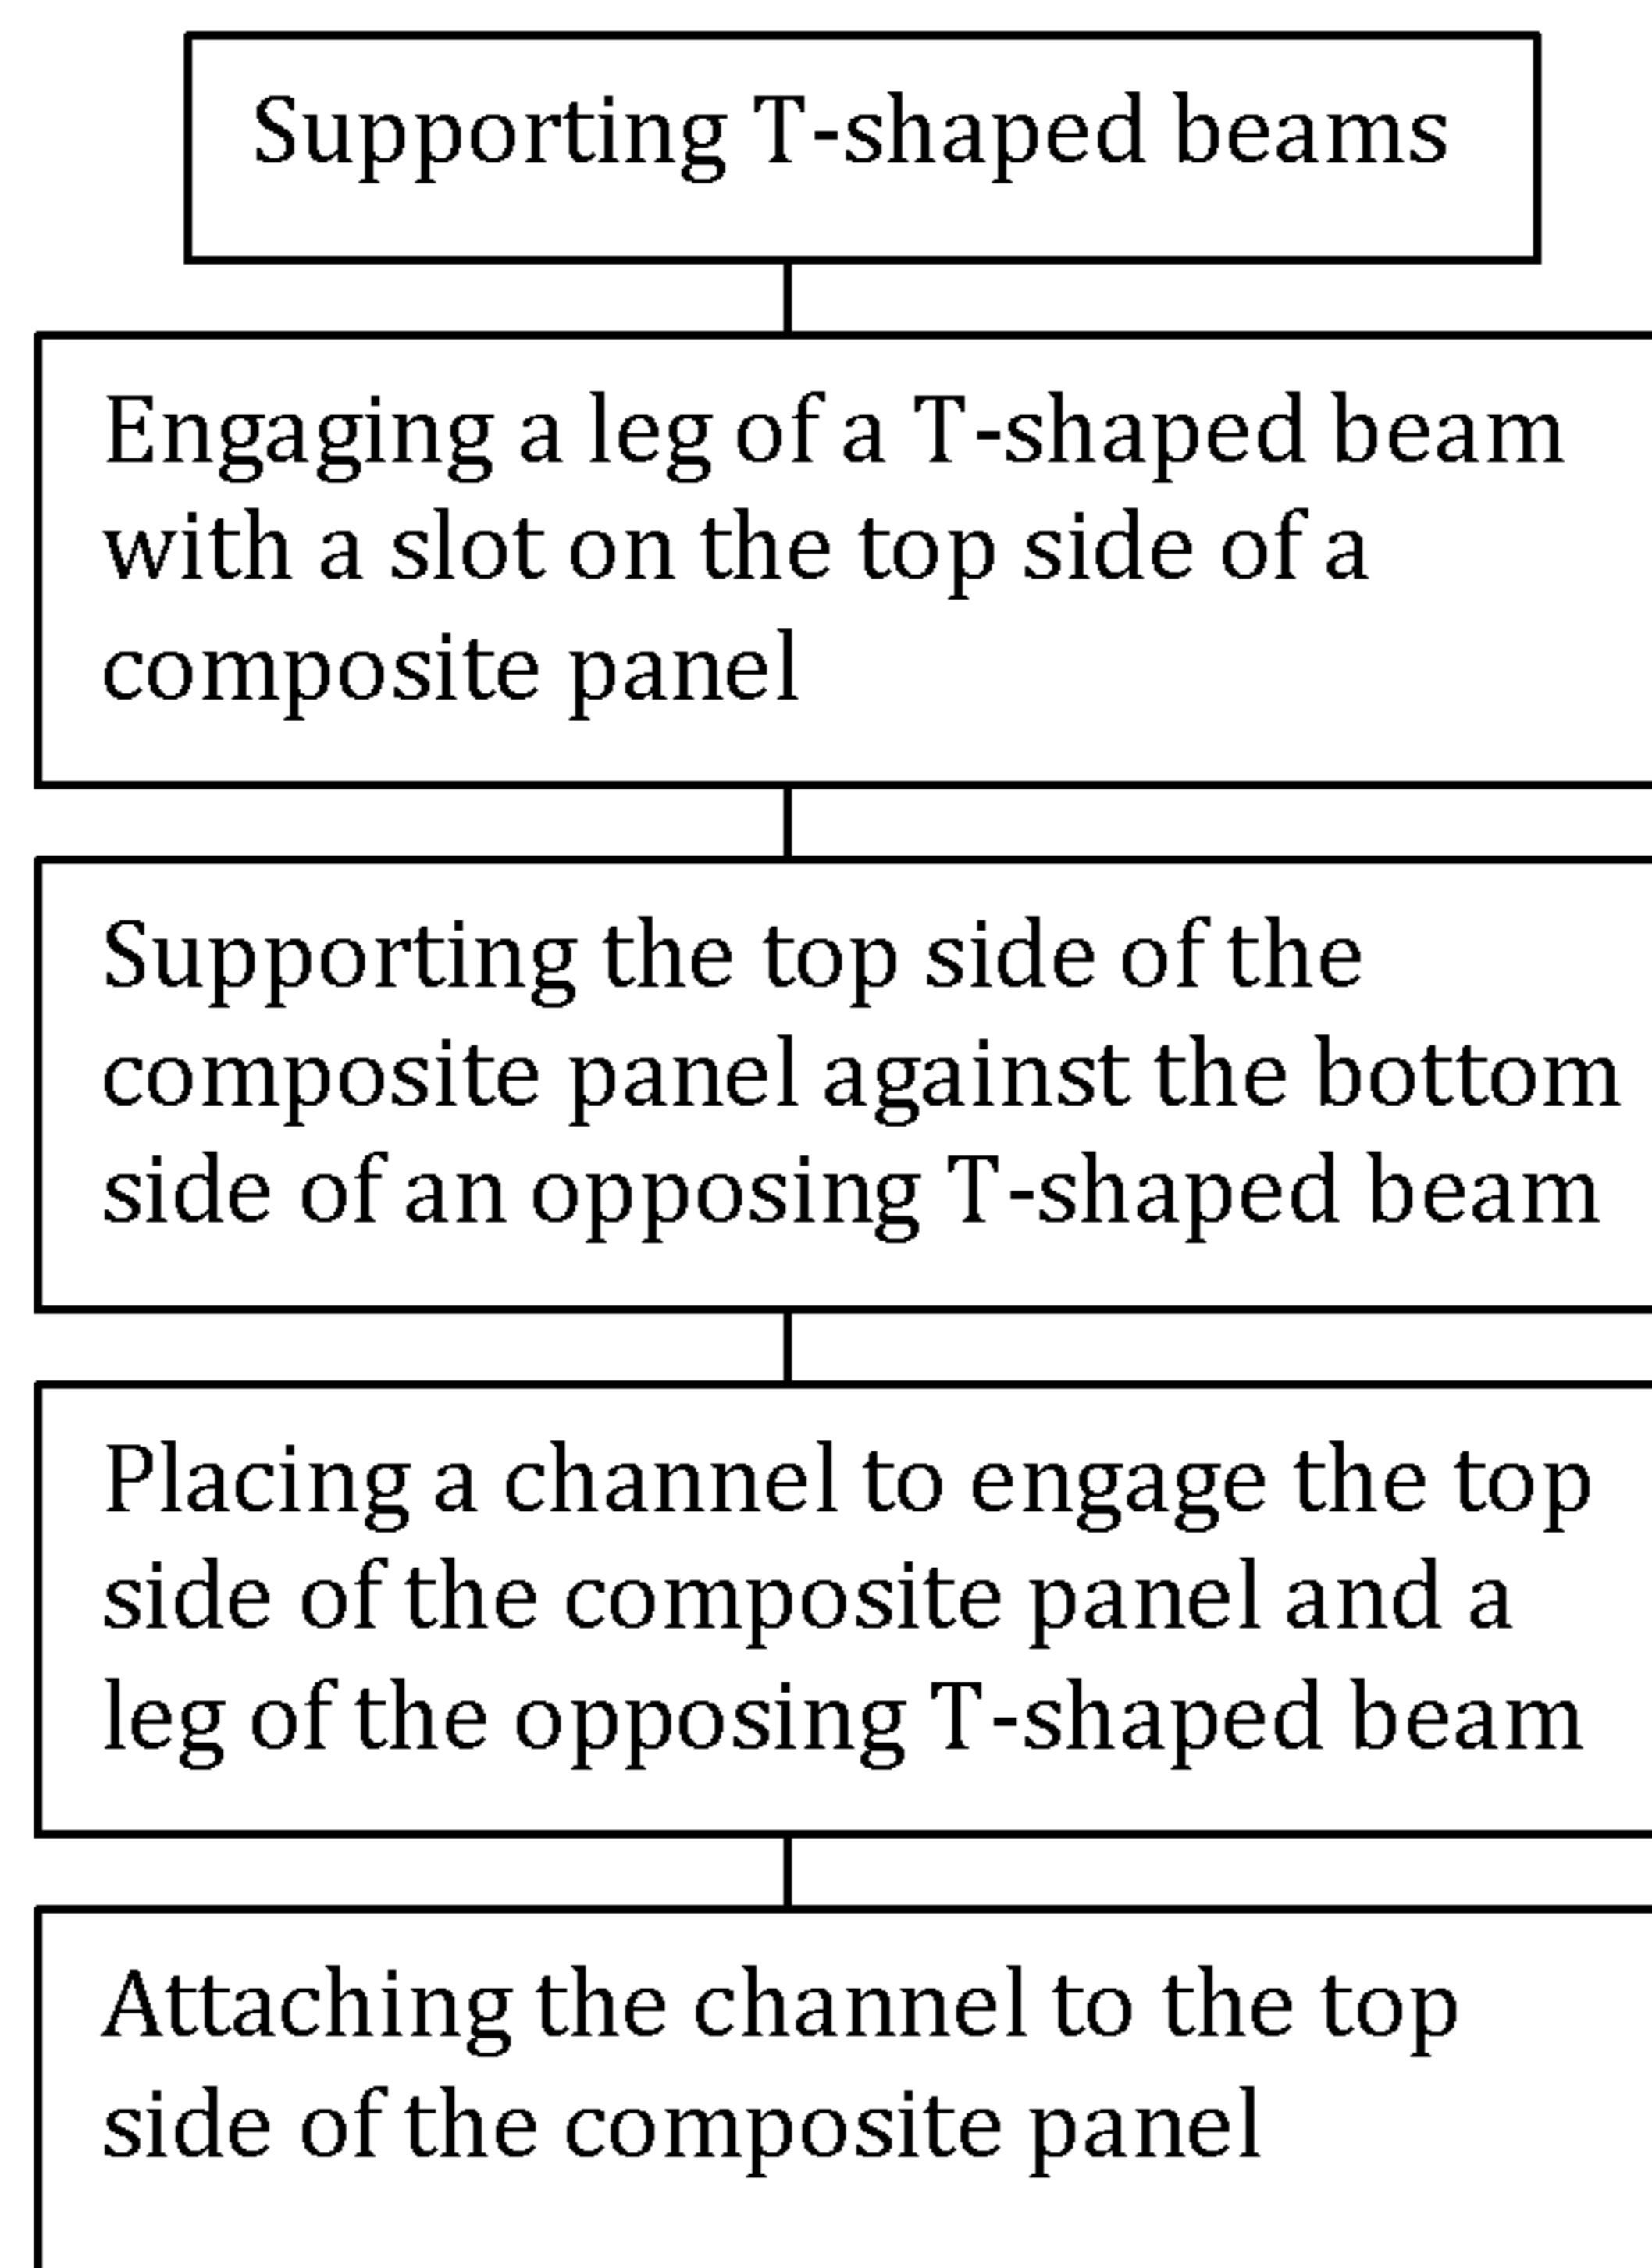 Supporting T-shaped beams
Engaging a leg of a T-shaped beam
with a slot on the top side of a
composite panel
Supporting the top side of the
composite panel against the bottom
side of an opposing T-shaped beam
Placing a channel to engage the top
side of the composite panel and a
leg of the opposing T-shaped beam
Attaching the channel to the top
side of the composite panel